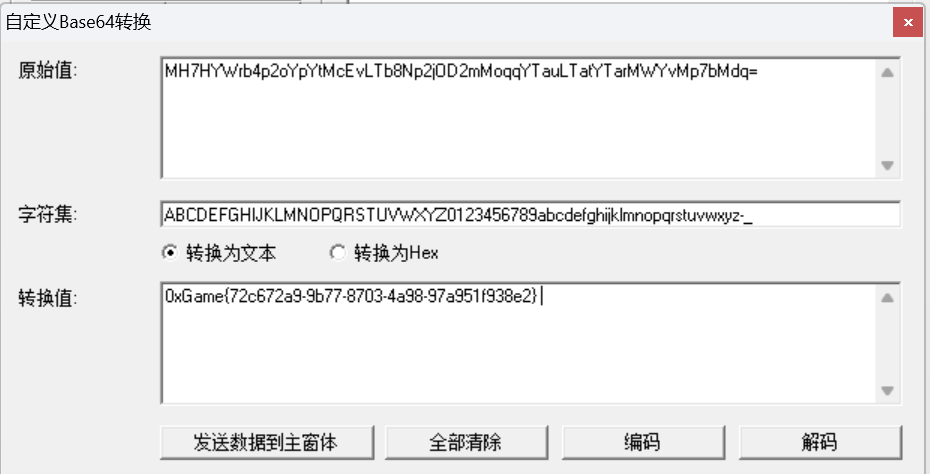 自定义Base64转换
原始值:
MH7HYWrb4p2oYpYtMcEvLTb8Np2jOD2mMoqqYTauLTatYTarMWYvMp7bMdq=
字符集:
ABCDEFGHIJKLMNOPQRSTUVWXYZ0123456789abcdefghijklmnopqrstuvwxyz-_
转换为文本 转换为Hex
转换值:
0xGame{72c672a9-9b77-8703-4a98-97a951f938e2}
发送数据到主窗体 全部清除 编码 解码